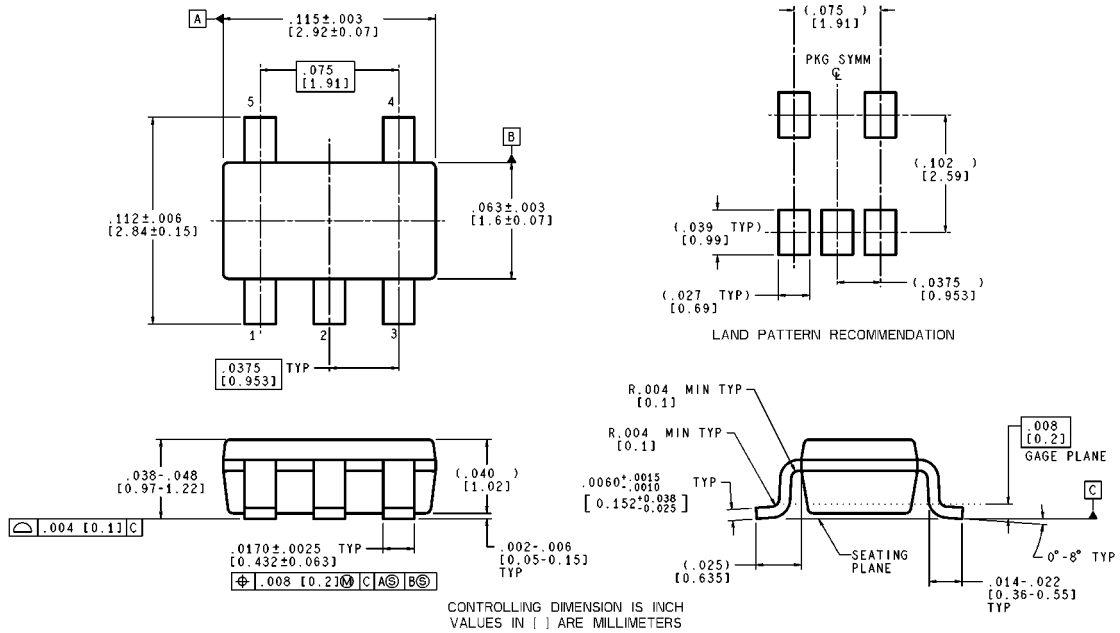 A
.115±.003
[2.92±0.07]
.075
[1.91]
5
4
B
.112±.006
[2.84±0.15]
.063±.003
[1.6±0.07]
1
2
3
.0375 TYP
[0.953]
(.075 )
[1.91]
PKG SYMM
℄
(.102 )
[2.59]
(.039 TYP)
[0.99]
(.027 TYP)
[0.69]
(.0375 )
[0.953]
LAND PATTERN RECOMMENDATION
.038-.048
[0.97-1.22]
(.040 )
[1.02]
⌓ .004 [0.1] C
.0170±.0025 TYP
[0.432±0.063]
⌖ .008 [0.2]Ⓜ C AⓈ BⓈ
.002-.006
[0.05-0.15]
TYP
R.004 MIN TYP
[0.1]
R.004 MIN TYP
[0.1]
.008
[0.2]
GAGE PLANE
.0060+.0015-.0010 TYP
[0.152+0.038-0.025]
C
SEATING
PLANE
0°-8° TYP
(.025)
[0.635]
.014-.022
[0.36-0.55]
TYP
CONTROLLING DIMENSION IS INCH
VALUES IN [ ] ARE MILLIMETERS